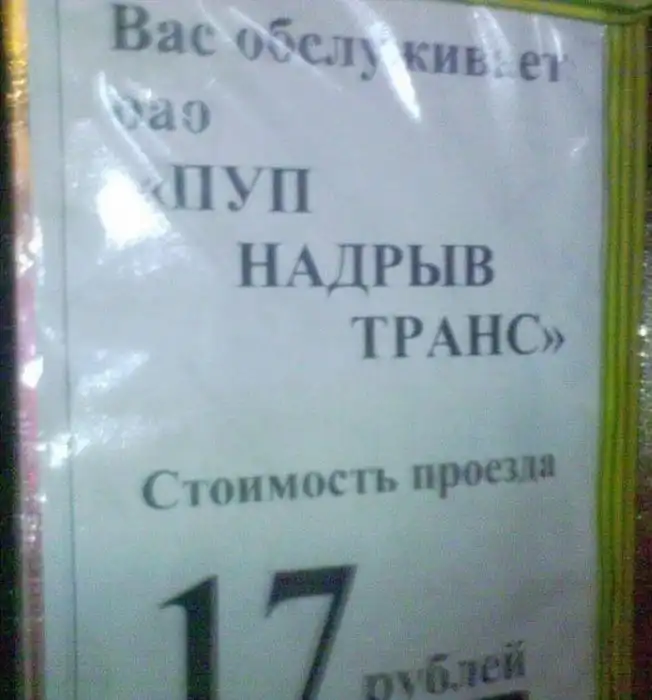 Вас обслуживает
оао
«ПУП
НАДРЫВ
ТРАНС»
Стоимость проезда
17 рублей